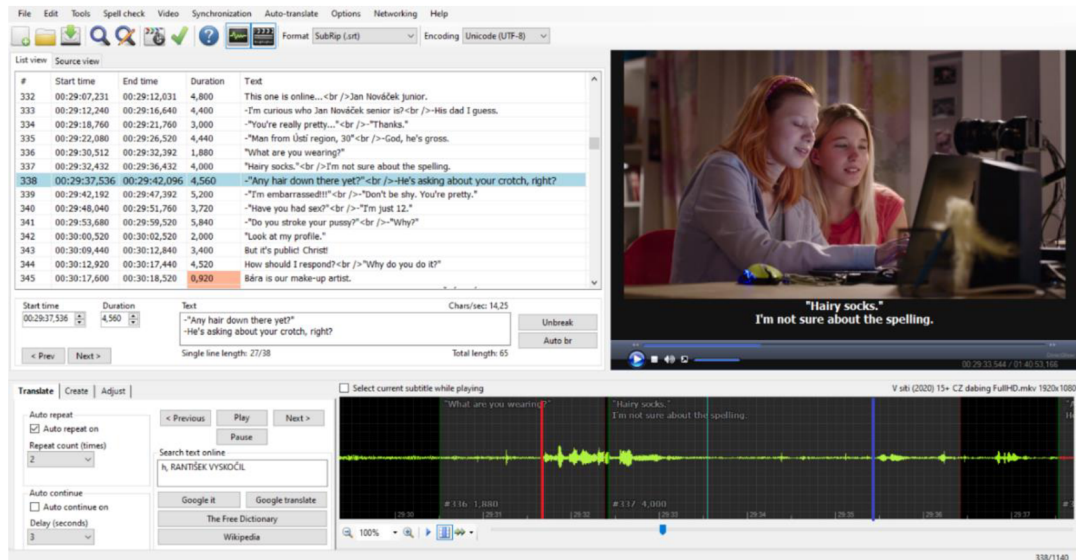 File Edit Tools Spell check Video Synchronization Auto-translate Options Networking Help
Format SubRip (.srt) Encoding Unicode (UTF-8)
List view Source view
# Start time End time Duration Text
332 00:29:07,231 00:29:12,031 4,800 This one is online...<br />Jan Nováček junior.
333 00:29:12,240 00:29:16,640 4,400 -I'm curious who Jan Nováček senior is?<br />-His dad I guess.
334 00:29:18,760 00:29:21,760 3,000 -"You're really pretty..."<br />-"Thanks."
335 00:29:22,080 00:29:26,520 4,440 -"Man from Ústí region, 30"<br />-God, he's gross.
336 00:29:30,512 00:29:32,392 1,880 "What are you wearing?"
337 00:29:32,432 00:29:36,432 4,000 "Hairy socks."<br />I'm not sure about the spelling.
338 00:29:37,536 00:29:42,096 4,560 -"Any hair down there yet?"<br />-He's asking about your crotch, right?
339 00:29:42,192 00:29:47,392 5,200 -"I'm embarrassed!!!"<br />-"Don't be shy. You're pretty."
340 00:29:48,040 00:29:51,760 3,720 -"Have you had sex?"<br />-"I'm just 12."
341 00:29:53,680 00:29:59,520 5,840 -"Do you stroke your pussy?"<br />-"Why?"
342 00:30:00,520 00:30:02,520 2,000 "Look at my profile."
343 00:30:09,440 00:30:12,840 3,400 But it's public! Christ!
344 00:30:12,920 00:30:17,440 4,520 How should I respond?<br />"Why do you do it?"
345 00:30:17,600 00:30:18,520 0,920 Bára is our make-up artist.
Start time Duration Text Chars/sec: 14,25
00:29:37,536 4,560 -"Any hair down there yet?"
-He's asking about your crotch, right?
Unbreak
Auto br
< Prev Next > Single line length: 27/38 Total length: 65
"Hairy socks."
I'm not sure about the spelling.
00:29:33,544 / 01:40:53,166
Translate Create Adjust
Select current subtitle while playing V siti (2020) 15+ CZ dabing FullHD.mkv 1920x1080
Auto repeat
Auto repeat on
Repeat count (times)
2
Auto continue
Auto continue on
Delay (seconds)
3
< Previous Play Next >
Pause
Search text online
h, RANTIŠEK VYSKOČIL
Google it Google translate
The Free Dictionary
Wikipedia
"What are you wearing?" "Hairy socks."
I'm not sure about the spelling.
#336 1,880 #337 4,000
29:30 29:31 29:32 29:33 29:34 29:35 29:36 29:37
100%
338/1140